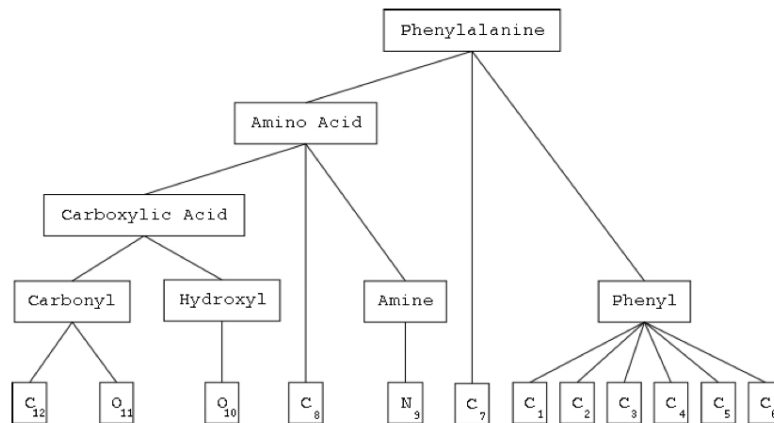 Phenylalanine
Amino Acid
Carboxylic Acid
Carbonyl
Hydroxyl
Amine
Phenyl
C12
O11
O10
C8
N9
C7
C1
C2
C3
C4
C5
C6